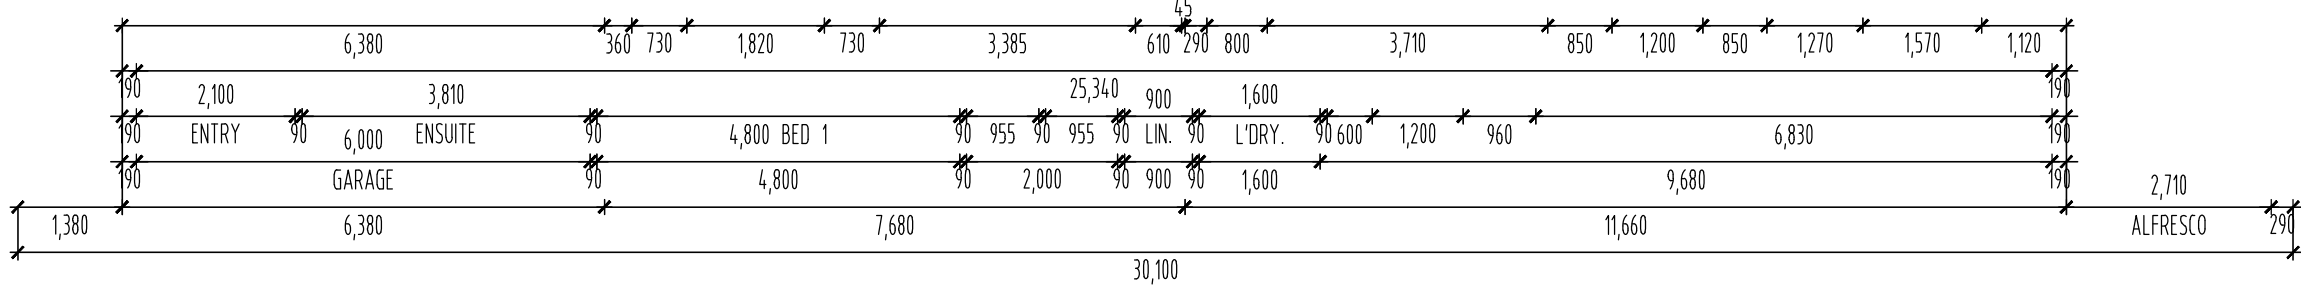 45
6,380 360 730 1,820 730 3,385 610 290 800 3,710 850 1,200 850 1,270 1,570 1,120
190 25,340 190
2,100 3,810 900 1,600
190 ENTRY 90 ENSUITE 90 4,800 BED 1 90 955 90 955 90 LIN. 90 L'DRY. 90 600 1,200 960 6,830 190
6,000
190 GARAGE 90 4,800 90 2,000 90 900 90 1,600 9,680 190
2,710
1,380 6,380 7,680 11,660 ALFRESCO 290
30,100